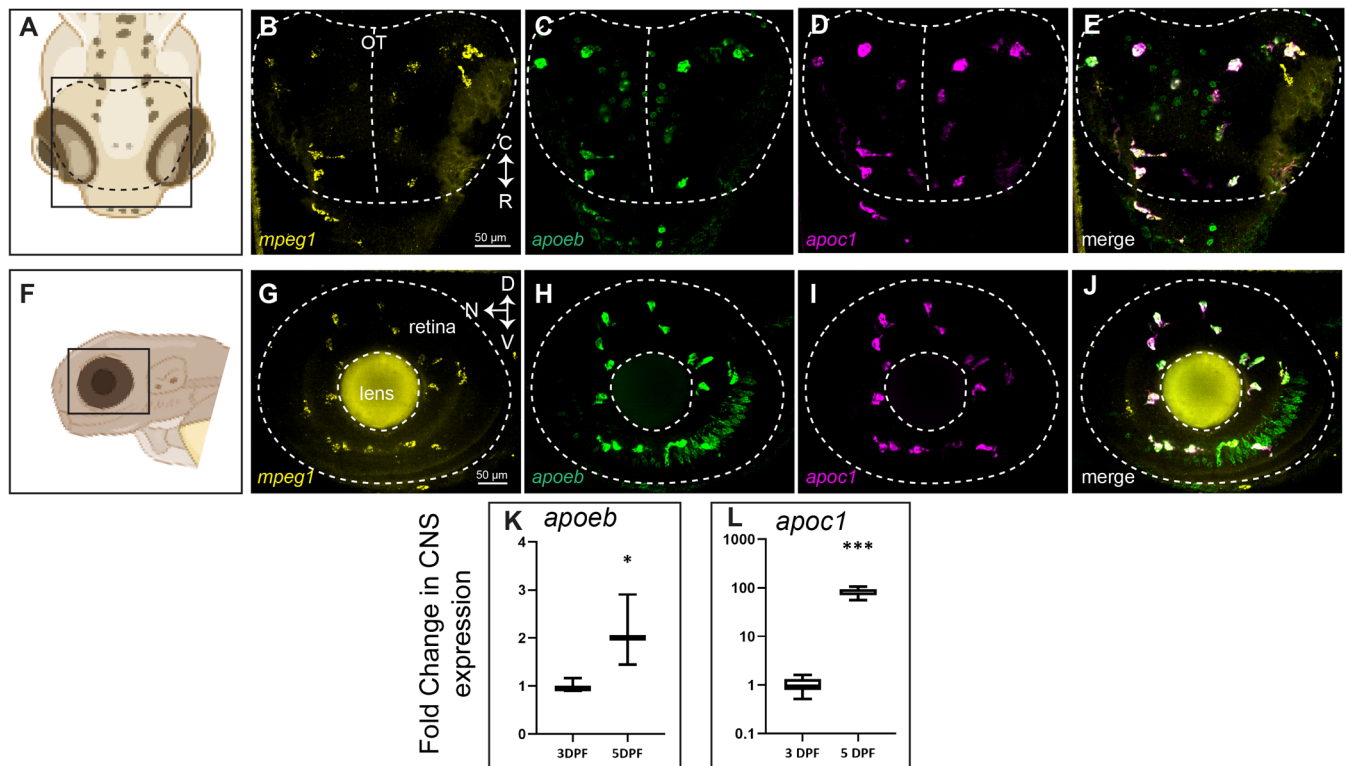 A
B
OT
C
R
mpeg1
50 µm
C
apoeb
D
apoc1
E
merge
F
G
D
N
V
retina
lens
mpeg1
50 µm
H
apoeb
I
apoc1
J
merge
Fold Change in CNS
expression
K apoeb
4
3
2
1
0
*
3DPF 5DPF
L apoc1
1000
100
10
1
0.1
***
3 DPF 5 DPF